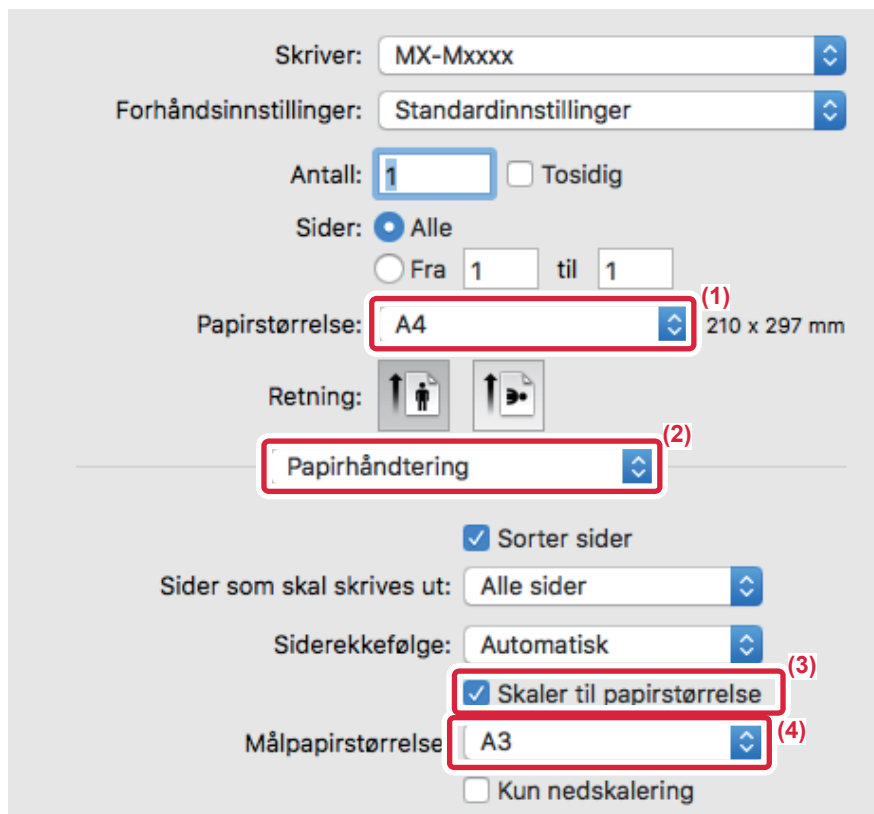 Skriver: MX-Mxxxx
Forhåndsinnstillinger: Standardinnstillinger
Antall: 1 Tosidig
Sider: Alle
Fra 1 til 1
(1)
Papirstørrelse: A4 210 x 297 mm
Retning:
(2)
Papirhåndtering
Sorter sider
Sider som skal skrives ut: Alle sider
Siderekkefølge: Automatisk
(3)
Skaler til papirstørrelse
Målpapirstørrelse A3 (4)
Kun nedskalering